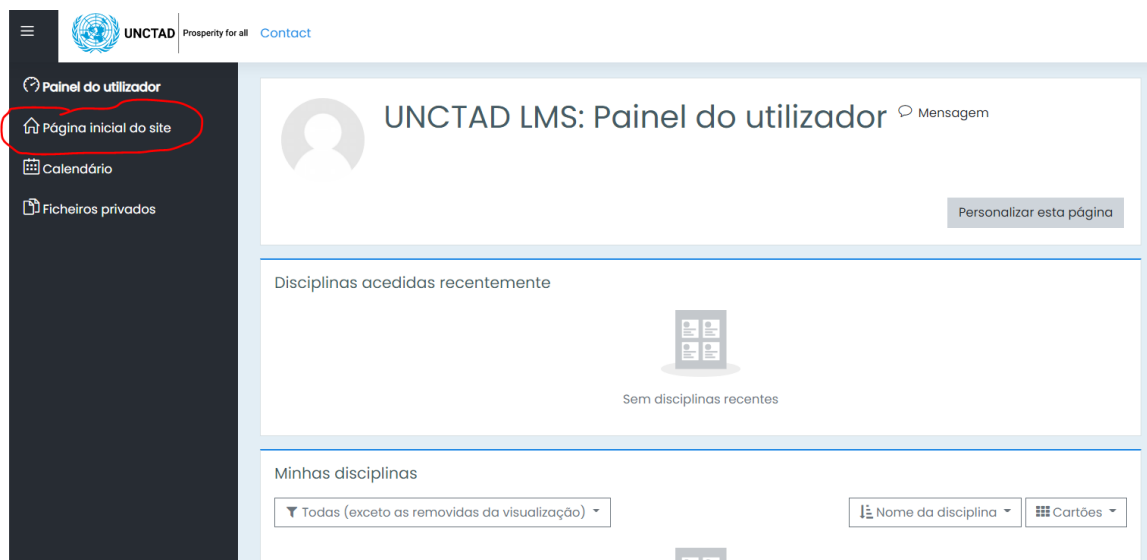 UNCTAD Prosperity for all Contact
Painel do utilizador
Página inicial do site
Calendário
Ficheiros privados
UNCTAD LMS: Painel do utilizador Mensagem
Personalizar esta página
Disciplinas acedidas recentemente
Sem disciplinas recentes
Minhas disciplinas
Todas (exceto as removidas da visualização)
Nome da disciplina
Cartões